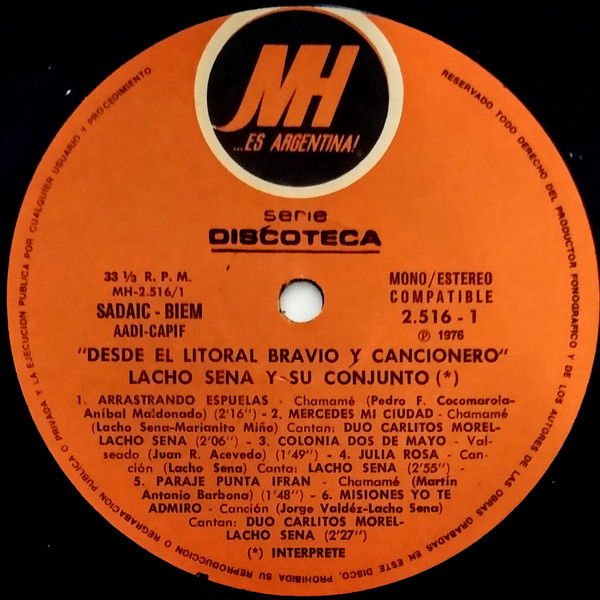 MH
...ES ARGENTINA!
serie
DISCOTECA
33 ⅓ R. P. M.
MH-2.516/1
SADAIC - BIEM
AADI-CAPIF
MONO/ESTEREO
COMPATIBLE
2.516 - 1
Ⓟ 1976
"DESDE EL LITORAL BRAVIO Y CANCIONERO"
LACHO SENA Y SU CONJUNTO (*)
1. ARRASTRANDO ESPUELAS - Chamamé (Pedro F. Cocomarola-
Aníbal Maldonado) (2'16") - 2. MERCEDES MI CIUDAD - Chamamé
(Lacho Sena-Marianito Miño) Cantan: DUO CARLITOS MOREL-
LACHO SENA (2'06") - 3. COLONIA DOS DE MAYO - Val-
seado (Juan R. Acevedo) (1'49") - 4. JULIA ROSA - Can-
ción (Lacho Sena) Canta: LACHO SENA (2'55") -
5. PARAJE PUNTA IFRAN - Chamamé (Martín
Antonio Barbona) (1'48") - 6. MISIONES YO TE
ADMIRO - Canción (Jorge Valdéz-Lacho Sena)
Cantan: DUO CARLITOS MOREL-
LACHO SENA (2'27")
(*) INTERPRETE
RESERVADO TODO DERECHO DEL PRODUCTOR FONOGRAFICO Y DE LOS AUTORES DE LAS OBRAS GRABADAS EN ESTE DISCO. PROHIBIDA SU REPRODUCCION O REGRABACION PUBLICA O PRIVADA Y LA EJECUCION PUBLICA POR CUALQUIER USUARIO Y PROCEDIMIENTO